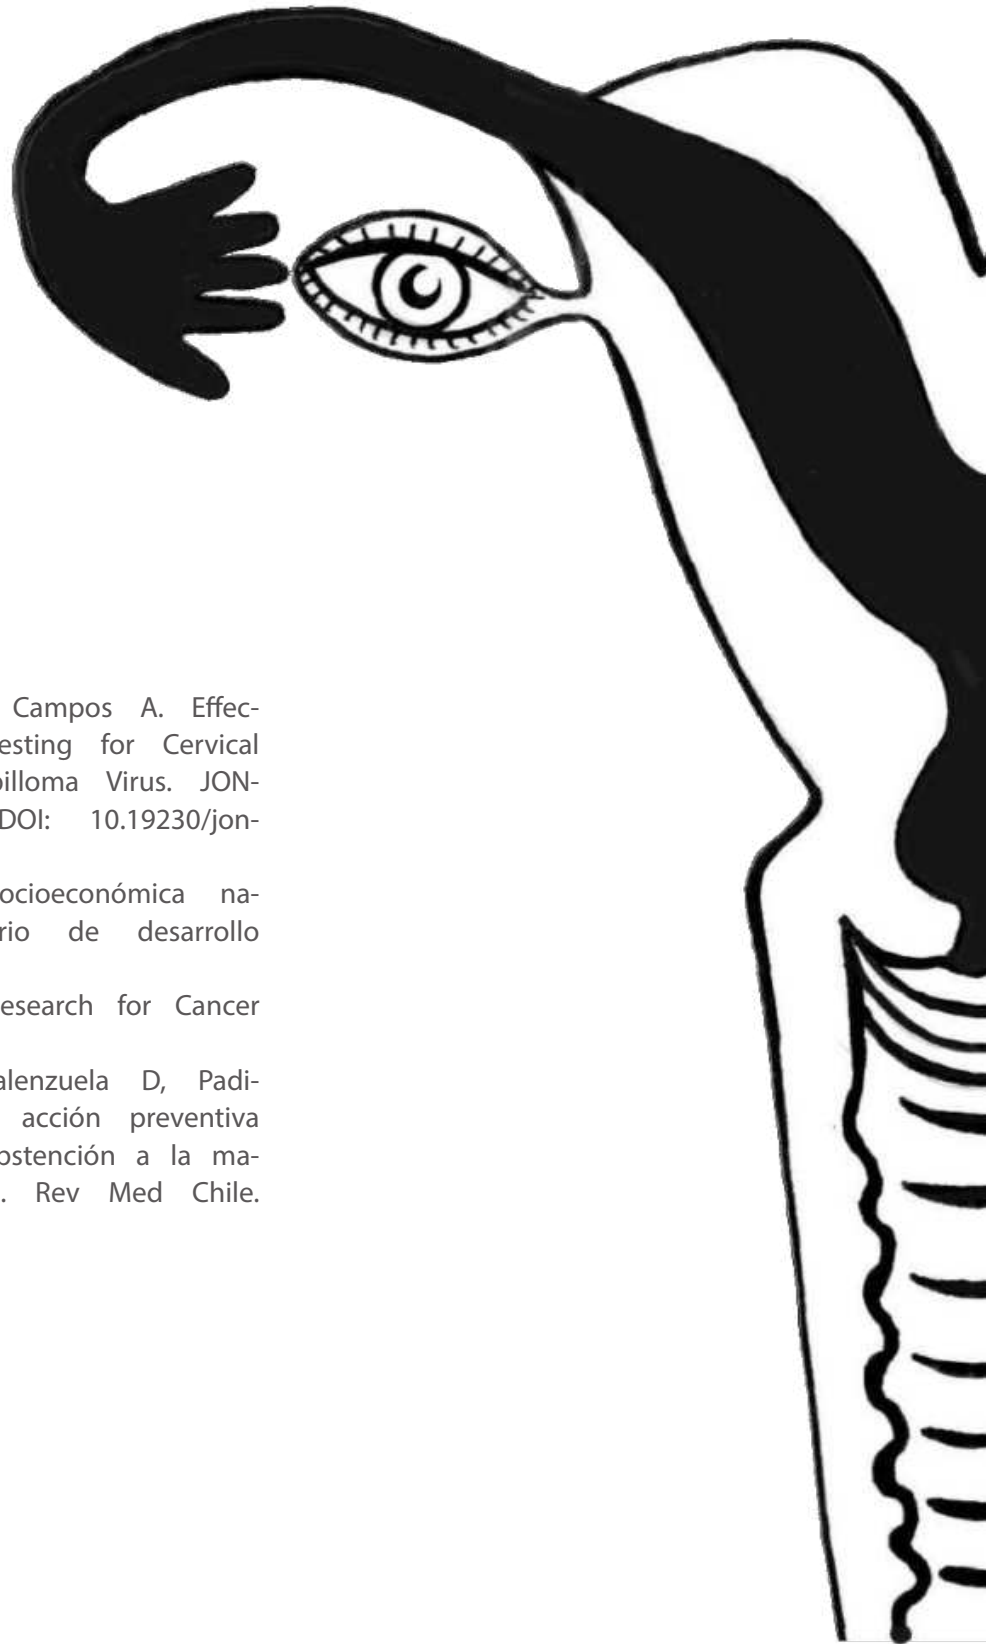 Campos A. Effec-
esting for Cervical
pilloma Virus. JON-
DOI: 10.19230/jon-
ocioeconómica na-
rio de desarrollo
esearch for Cancer
alenzuela D, Padi-
acción preventiva
ostención a la ma-
. Rev Med Chile.